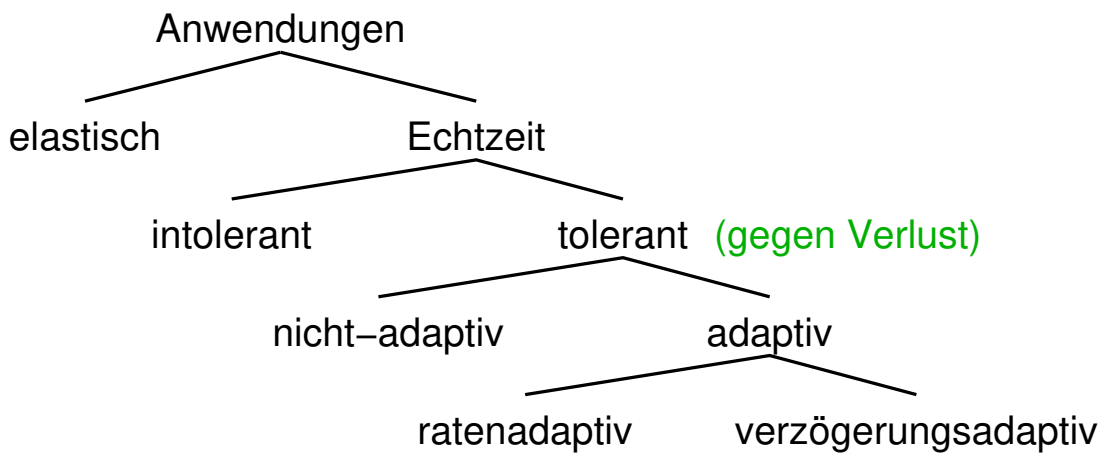 Anwendungen
elastisch Echtzeit
intolerant tolerant (gegen Verlust)
nicht−adaptiv adaptiv
ratenadaptiv verzögerungsadaptiv